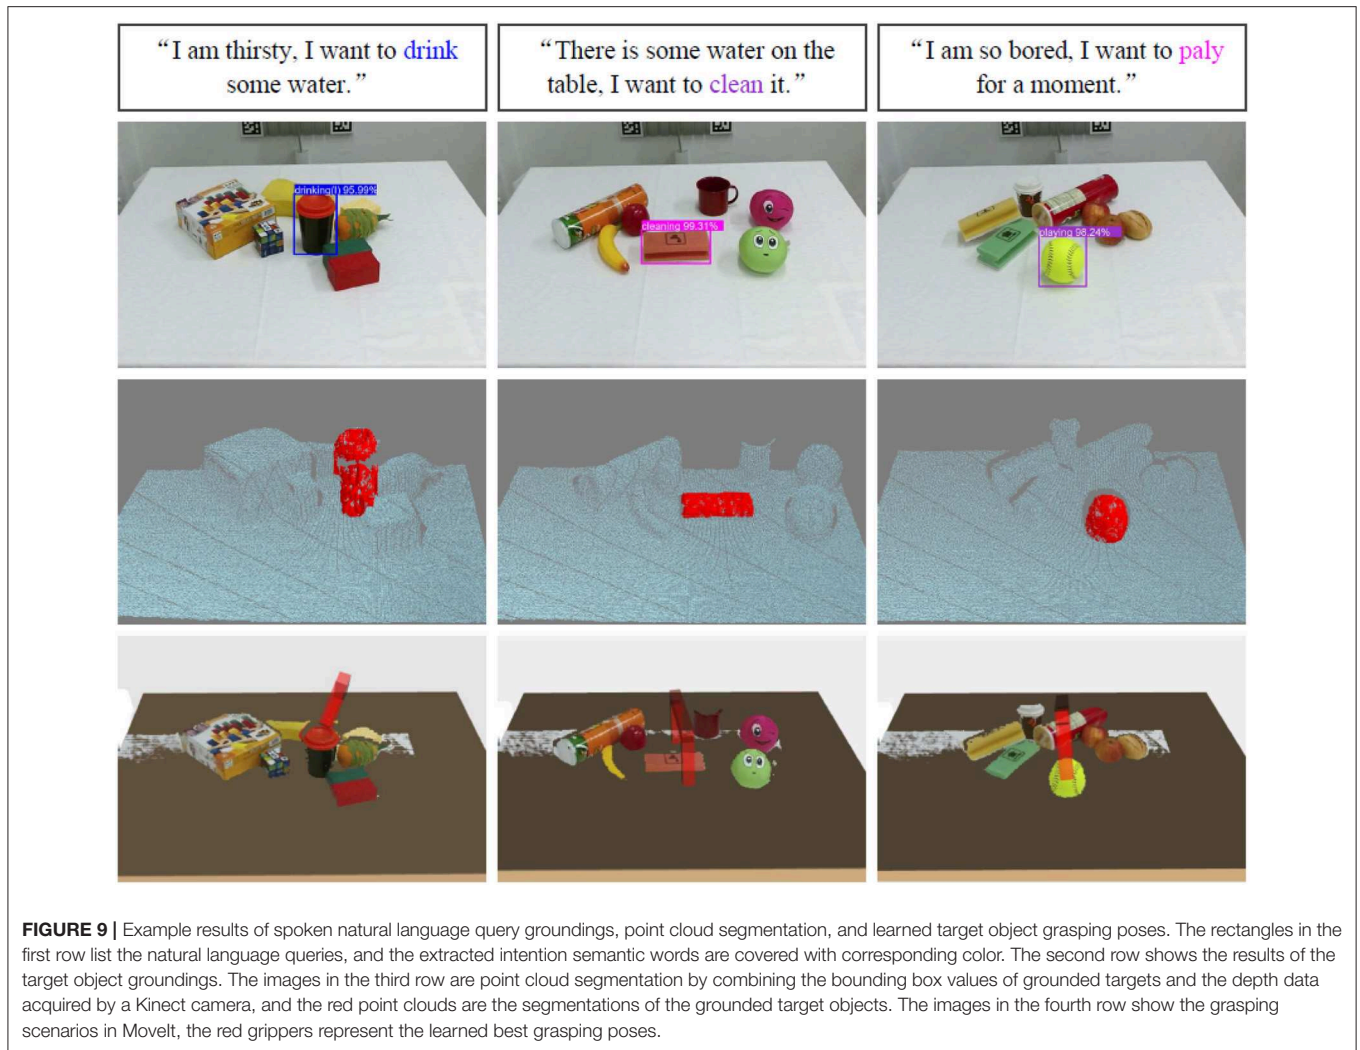 “I am thirsty, I want to drink
some water.”
“There is some water on the
table, I want to clean it.”
“I am so bored, I want to paly
for a moment.”
drinking(I) 95.99%
cleaning 99.31%
playing 98.24%
FIGURE 9 | Example results of spoken natural language query groundings, point cloud segmentation, and learned target object grasping poses. The rectangles in the
first row list the natural language queries, and the extracted intention semantic words are covered with corresponding color. The second row shows the results of the
target object groundings. The images in the third row are point cloud segmentation by combining the bounding box values of grounded targets and the depth data
acquired by a Kinect camera, and the red point clouds are the segmentations of the grounded target objects. The images in the fourth row show the grasping
scenarios in MoveIt, the red grippers represent the learned best grasping poses.